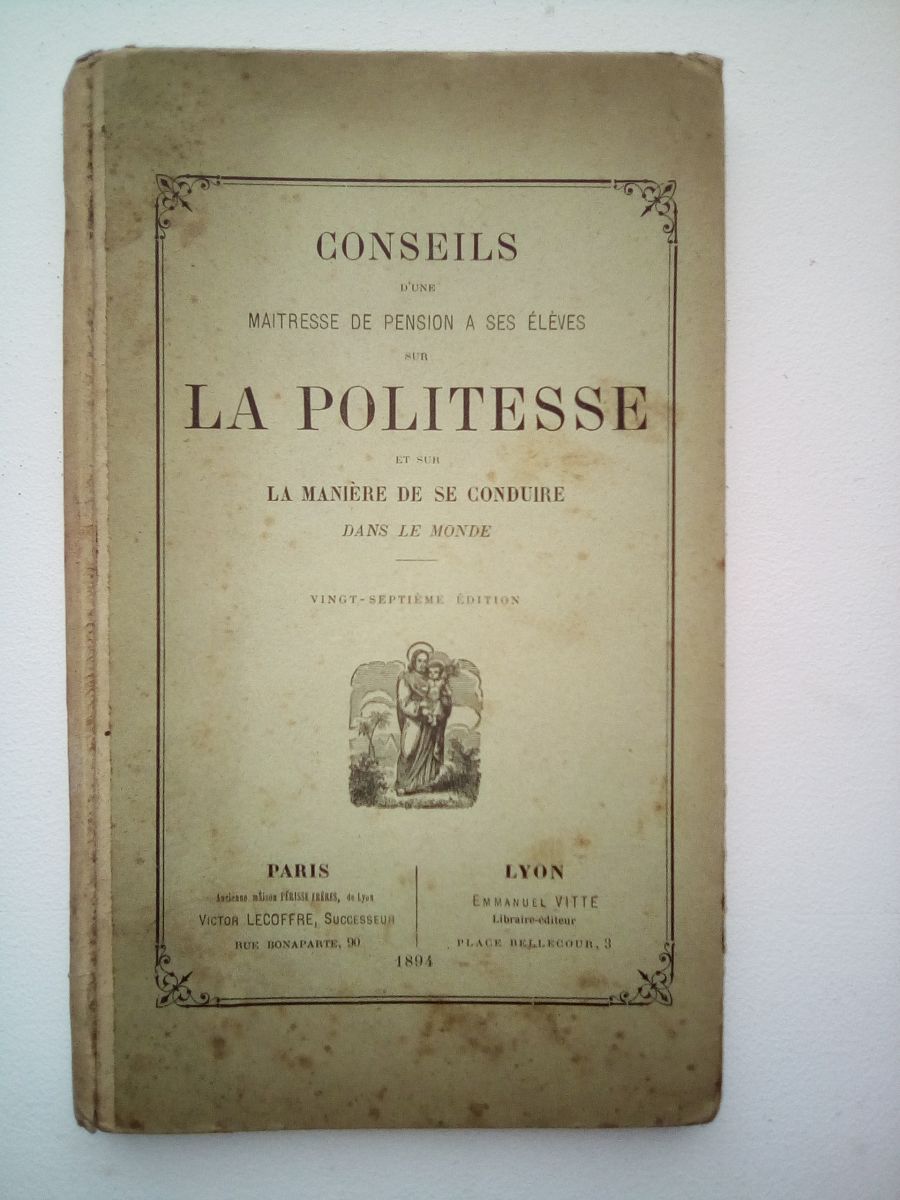 CONSEILS
D'UNE
MAITRESSE DE PENSION A SES ÉLÈVES
SUR
LA POLITESSE
ET SUR
LA MANIÈRE DE SE CONDUIRE
DANS LE MONDE
VINGT-SEPTIÈME ÉDITION
PARIS
Ancienne maison PÉRISSE FRÈRES, de Lyon
VICTOR LECOFFRE, SUCCESSEUR
RUE BONAPARTE, 90
LYON
EMMANUEL VITTE
Libraire-éditeur
PLACE BELLECOUR, 3
1894